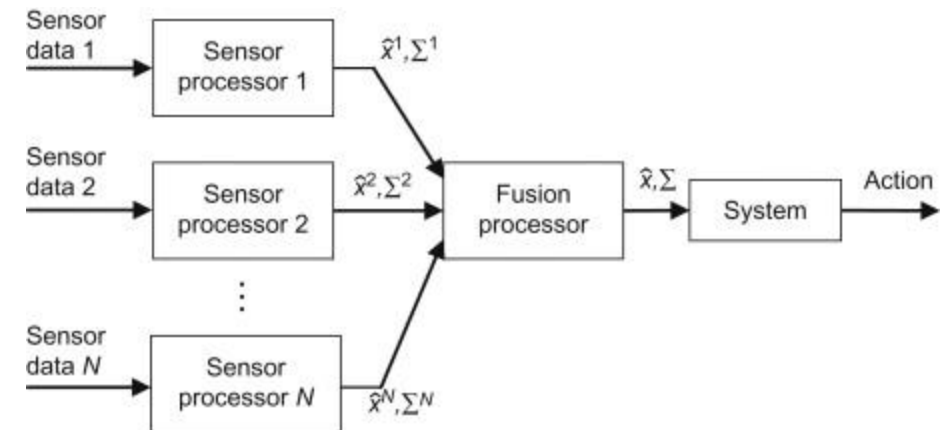 Sensor
data 1
Sensor
processor 1
x̂¹,Σ¹
Sensor
data 2
Sensor
processor 2
x̂²,Σ²
Fusion
processor
x̂,Σ
System
Action
⋮
Sensor
data N
Sensor
processor N
x̂ᴺ,Σᴺ